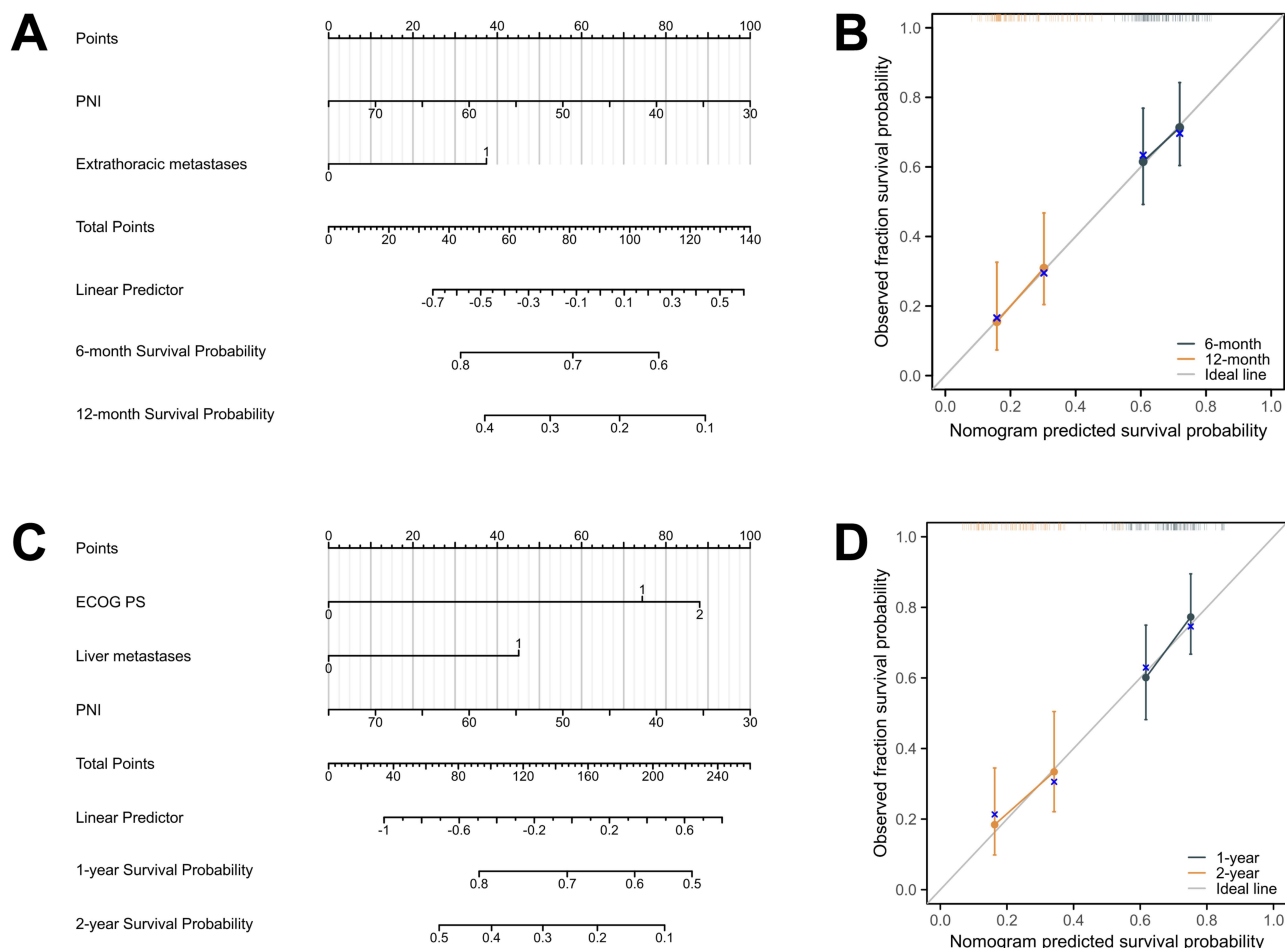 A
Points
0 20 40 60 80 100
PNI
70 60 50 40 30
Extrathoracic metastases
0 1
Total Points
0 20 40 60 80 100 120 140
Linear Predictor
-0.7 -0.5 -0.3 -0.1 0.1 0.3 0.5
6-month Survival Probability
0.8 0.7 0.6
12-month Survival Probability
0.4 0.3 0.2 0.1
B
Observed fraction survival probability
1.0
0.8
0.6
0.4
0.2
0.0
6-month
12-month
Ideal line
0.0 0.2 0.4 0.6 0.8 1.0
Nomogram predicted survival probability
C
Points
0 20 40 60 80 100
ECOG PS
0 1 2
Liver metastases
0 1
PNI
70 60 50 40 30
Total Points
0 40 80 120 160 200 240
Linear Predictor
-1 -0.6 -0.2 0.2 0.6
1-year Survival Probability
0.8 0.7 0.6 0.5
2-year Survival Probability
0.5 0.4 0.3 0.2 0.1
D
Observed fraction survival probability
1.0
0.8
0.6
0.4
0.2
0.0
1-year
2-year
Ideal line
0.0 0.2 0.4 0.6 0.8 1.0
Nomogram predicted survival probability